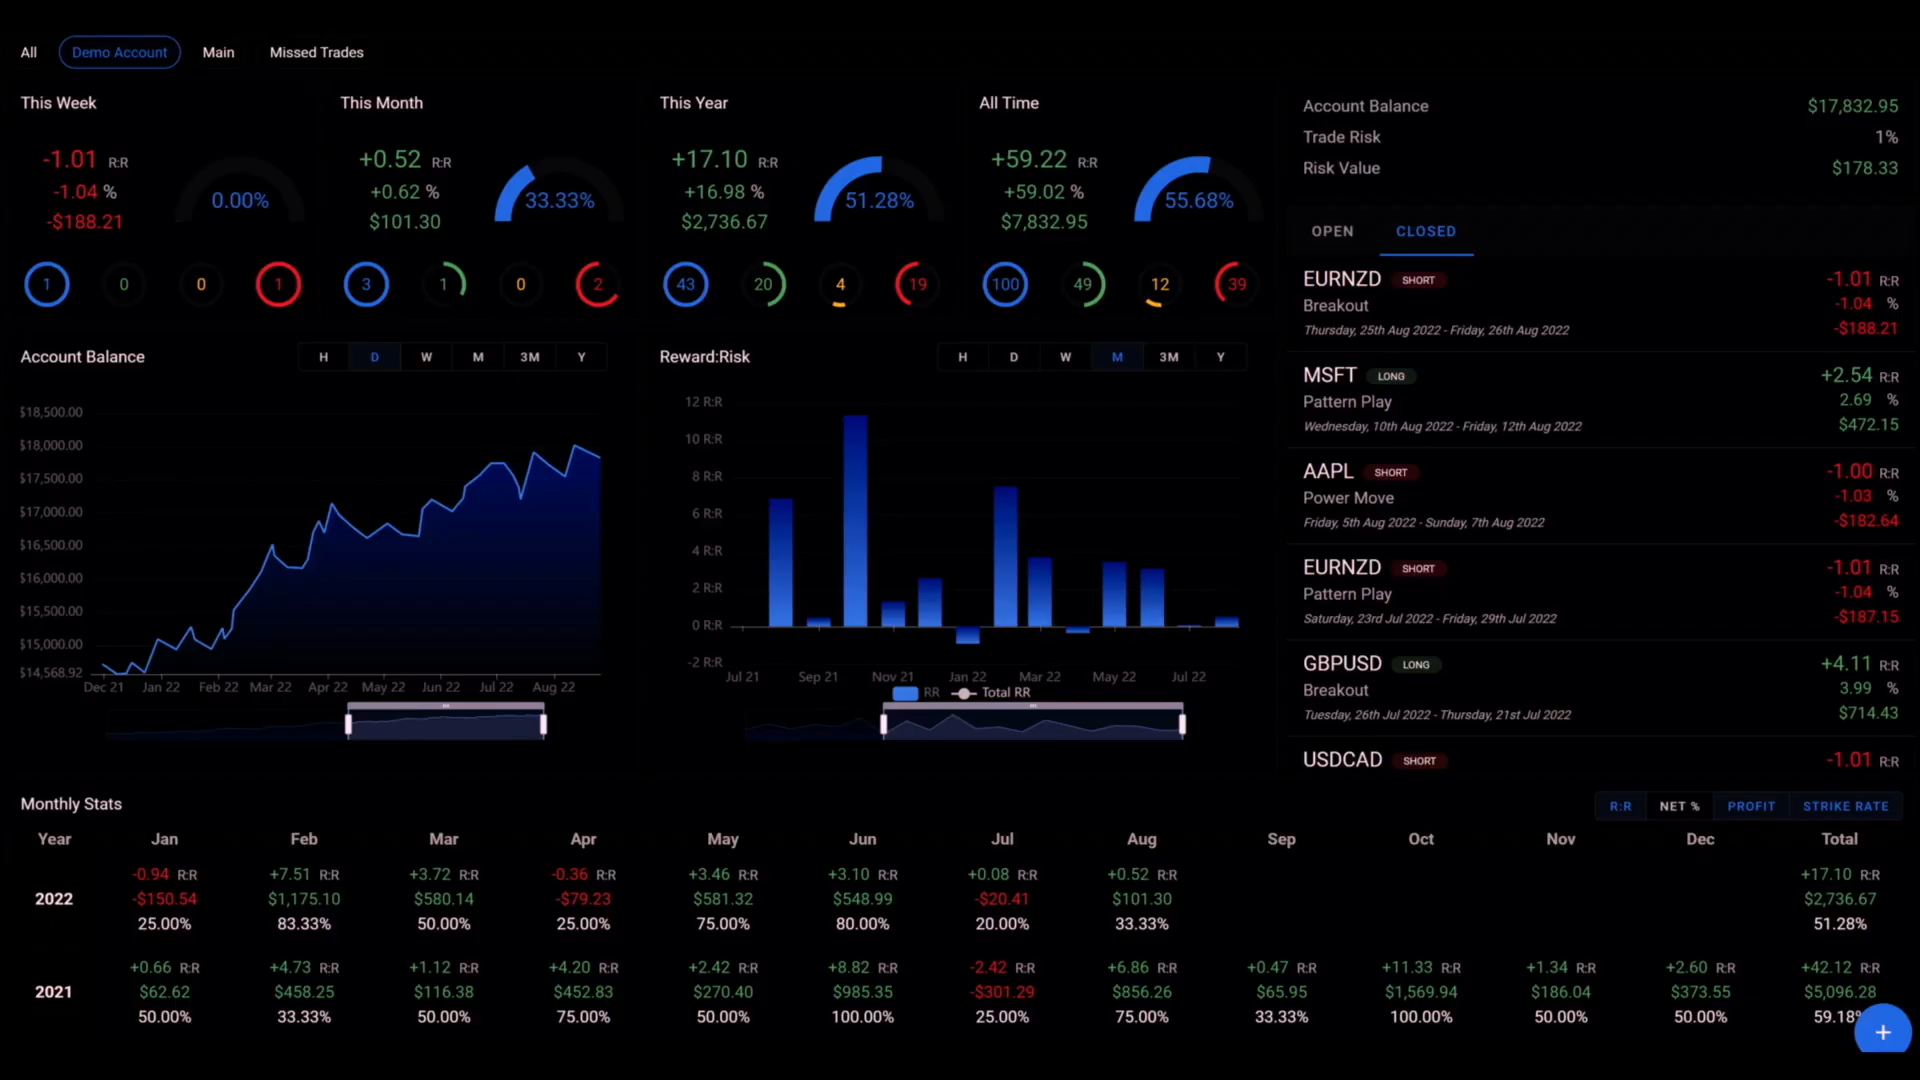 All Demo Account Main Missed Trades
This Week
-1.01 R:R
-1.04 %
-$188.21
0.00%
1 0 0 1
This Month
+0.52 R:R
+0.62 %
$101.30
33.33%
3 1 0 2
This Year
+17.10 R:R
+16.98 %
$2,736.67
51.28%
43 20 4 19
All Time
+59.22 R:R
+59.02 %
$7,832.95
55.68%
100 49 12 39
Account Balance $17,832.95
Trade Risk 1%
Risk Value $178.33
OPEN CLOSED
EURNZD SHORT -1.01 R:R
Breakout -1.04 %
Thursday, 25th Aug 2022 - Friday, 26th Aug 2022 -$188.21
MSFT LONG +2.54 R:R
Pattern Play 2.69 %
Wednesday, 10th Aug 2022 - Friday, 12th Aug 2022 $472.15
AAPL SHORT -1.00 R:R
Power Move -1.03 %
Friday, 5th Aug 2022 - Sunday, 7th Aug 2022 -$182.64
EURNZD SHORT -1.01 R:R
Pattern Play -1.04 %
Saturday, 23rd Jul 2022 - Friday, 29th Jul 2022 -$187.15
GBPUSD LONG +4.11 R:R
Breakout 3.99 %
Tuesday, 26th Jul 2022 - Thursday, 21st Jul 2022 $714.43
USDCAD SHORT -1.01 R:R
Account Balance H D W M 3M Y
$18,500.00
$18,000.00
$17,500.00
$17,000.00
$16,500.00
$16,000.00
$15,500.00
$15,000.00
$14,568.92
Dec 21 Jan 22 Feb 22 Mar 22 Apr 22 May 22 Jun 22 Jul 22 Aug 22
Reward:Risk H D W M 3M Y
12 R:R
10 R:R
8 R:R
6 R:R
4 R:R
2 R:R
0 R:R
-2 R:R
Jul 21 Sep 21 Nov 21 Jan 22 Mar 22 May 22 Jul 22
RR Total RR
Monthly Stats R:R NET % PROFIT STRIKE RATE
Year Jan Feb Mar Apr May Jun Jul Aug Sep Oct Nov Dec Total
-0.94 R:R +7.51 R:R +3.72 R:R -0.36 R:R +3.46 R:R +3.10 R:R +0.08 R:R +0.52 R:R +17.10 R:R
2022 -$150.54 $1,175.10 $580.14 -$79.23 $581.32 $548.99 -$20.41 $101.30 $2,736.67
25.00% 83.33% 50.00% 25.00% 75.00% 80.00% 20.00% 33.33% 51.28%
+0.66 R:R +4.73 R:R +1.12 R:R +4.20 R:R +2.42 R:R +8.82 R:R -2.42 R:R +6.86 R:R +0.47 R:R +11.33 R:R +1.34 R:R +2.60 R:R +42.12 R:R
2021 $62.62 $458.25 $116.38 $452.83 $270.40 $985.35 -$301.29 $856.26 $65.95 $1,569.94 $186.04 $373.55 $5,096.28
50.00% 33.33% 50.00% 75.00% 50.00% 100.00% 25.00% 75.00% 33.33% 100.00% 50.00% 50.00% 59.18%
+